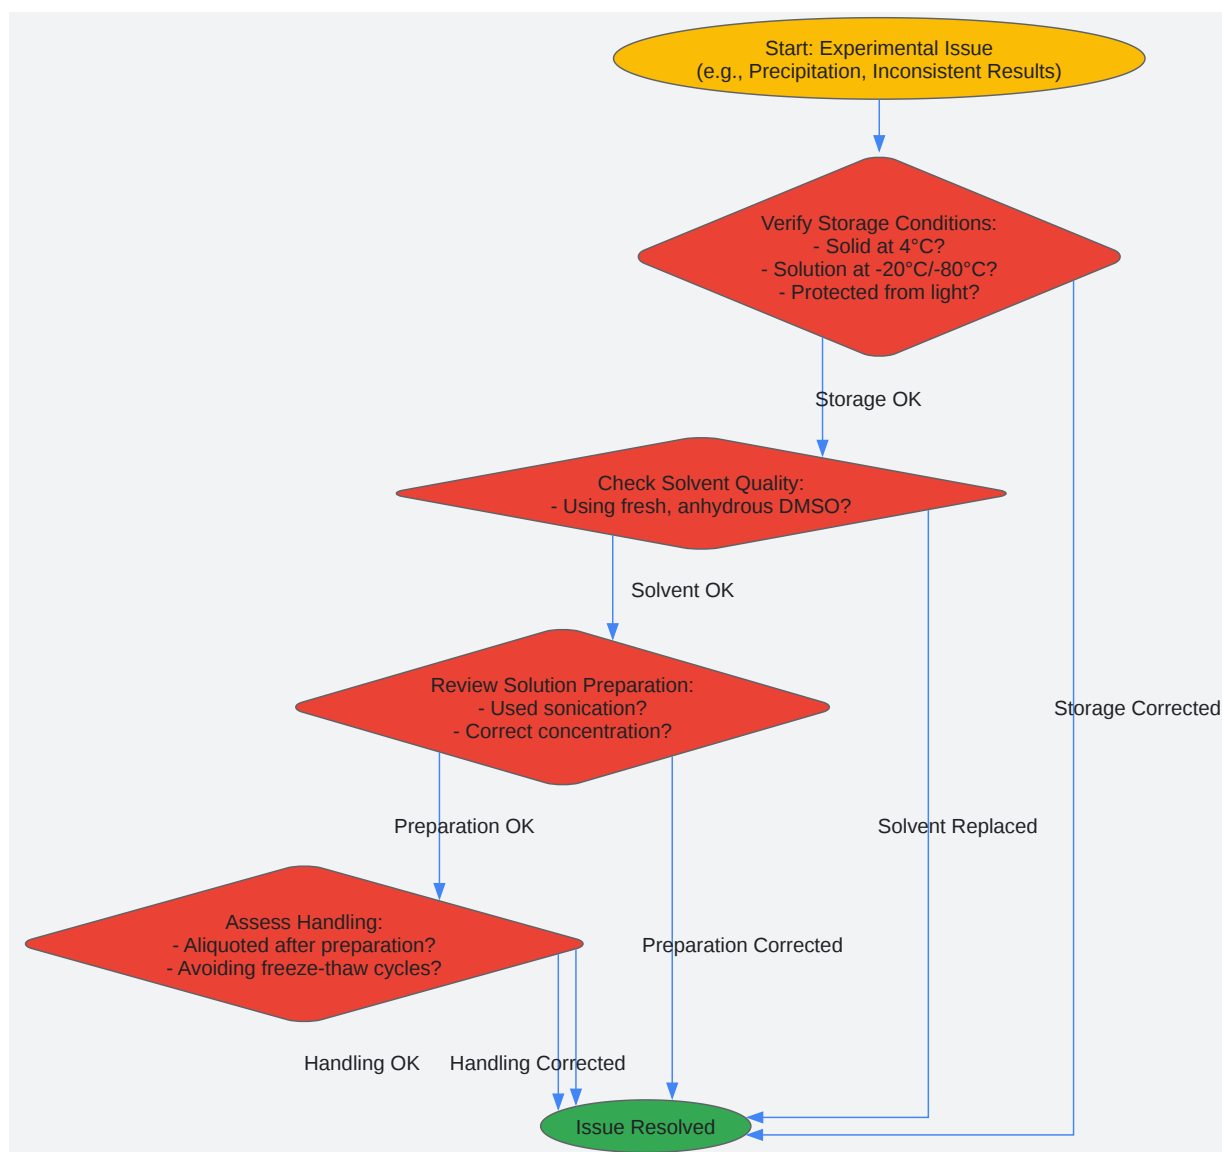 Start: Experimental Issue
(e.g., Precipitation, Inconsistent Results)
Verify Storage Conditions:
- Solid at 4°C?
- Solution at -20°C/-80°C?
- Protected from light?
Storage OK
Check Solvent Quality:
- Using fresh, anhydrous DMSO?
Solvent OK
Review Solution Preparation:
- Used sonication?
- Correct concentration?
Storage Corrected
Preparation OK
Solvent Replaced
Assess Handling:
- Aliquoted after preparation?
- Avoiding freeze-thaw cycles?
Preparation Corrected
Handling OK
Handling Corrected
Issue Resolved